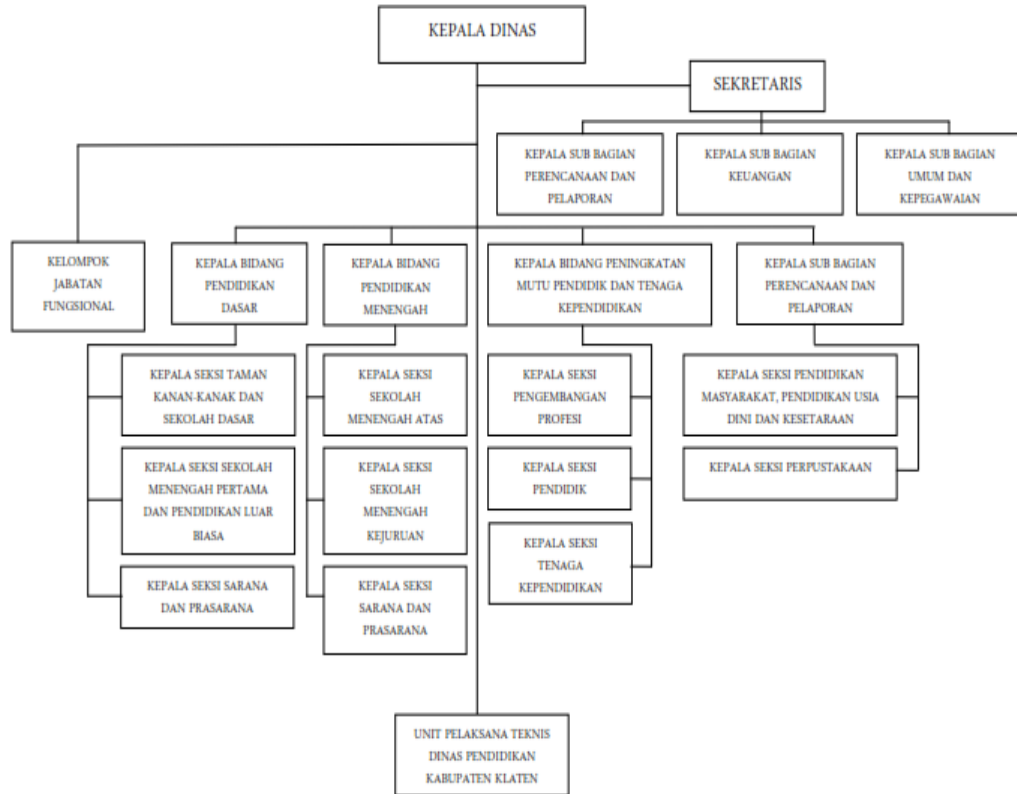 KEPALA DINAS
SEKRETARIS
KEPALA SUB BAGIAN
PERENCANAAN DAN
PELAPORAN
KEPALA SUB BAGIAN
KEUANGAN
KEPALA SUB BAGIAN
UMUM DAN
KEPEGAWAIAN
KELOMPOK
JABATAN
FUNGSIONAL
KEPALA BIDANG
PENDIDIKAN
DASAR
KEPALA BIDANG
PENDIDIKAN
MENENGAH
KEPALA BIDANG PENINGKATAN
MUTU PENDIDIK DAN TENAGA
KEPENDIDIKAN
KEPALA SUB BAGIAN
PERENCANAAN DAN
PELAPORAN
KEPALA SEKSI TAMAN
KANAN-KANAK DAN
SEKOLAH DASAR
KEPALA SEKSI SEKOLAH
MENENGAH PERTAMA
DAN PENDIDIKAN LUAR
BIASA
KEPALA SEKSI SARANA
DAN PRASARANA
KEPALA SEKSI
SEKOLAH
MENENGAH ATAS
KEPALA SEKSI
SEKOLAH
MENENGAH
KEJURUAN
KEPALA SEKSI
SARANA DAN
PRASARANA
KEPALA SEKSI
PENGEMBANGAN
PROFESI
KEPALA SEKSI
PENDIDIK
KEPALA SEKSI
TENAGA
KEPENDIDIKAN
KEPALA SEKSI PENDIDIKAN
MASYARAKAT, PENDIDIKAN USIA
DINI DAN KESETARAAN
KEPALA SEKSI PERPUSTAKAAN
UNIT PELAKSANA TEKNIS
DINAS PENDIDIKAN
KABUPATEN KLATEN